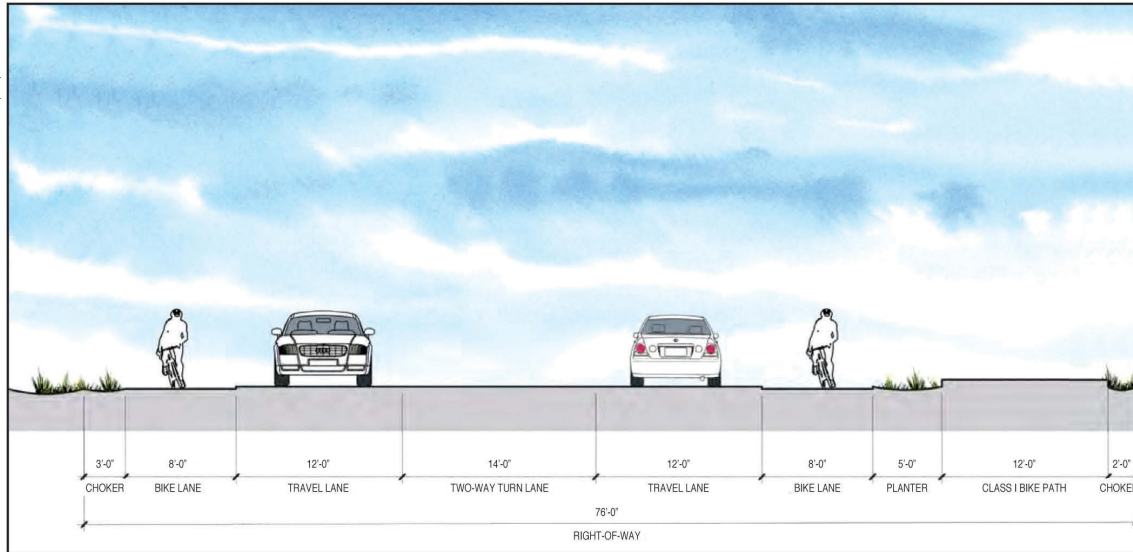 3'-0" 8'-0" 12'-0" 14'-0" 12'-0" 8'-0" 5'-0" 12'-0" 2'-0"
CHOKER BIKE LANE TRAVEL LANE TWO-WAY TURN LANE TRAVEL LANE BIKE LANE PLANTER CLASS I BIKE PATH CHOKER
76'-0"
RIGHT-OF-WAY